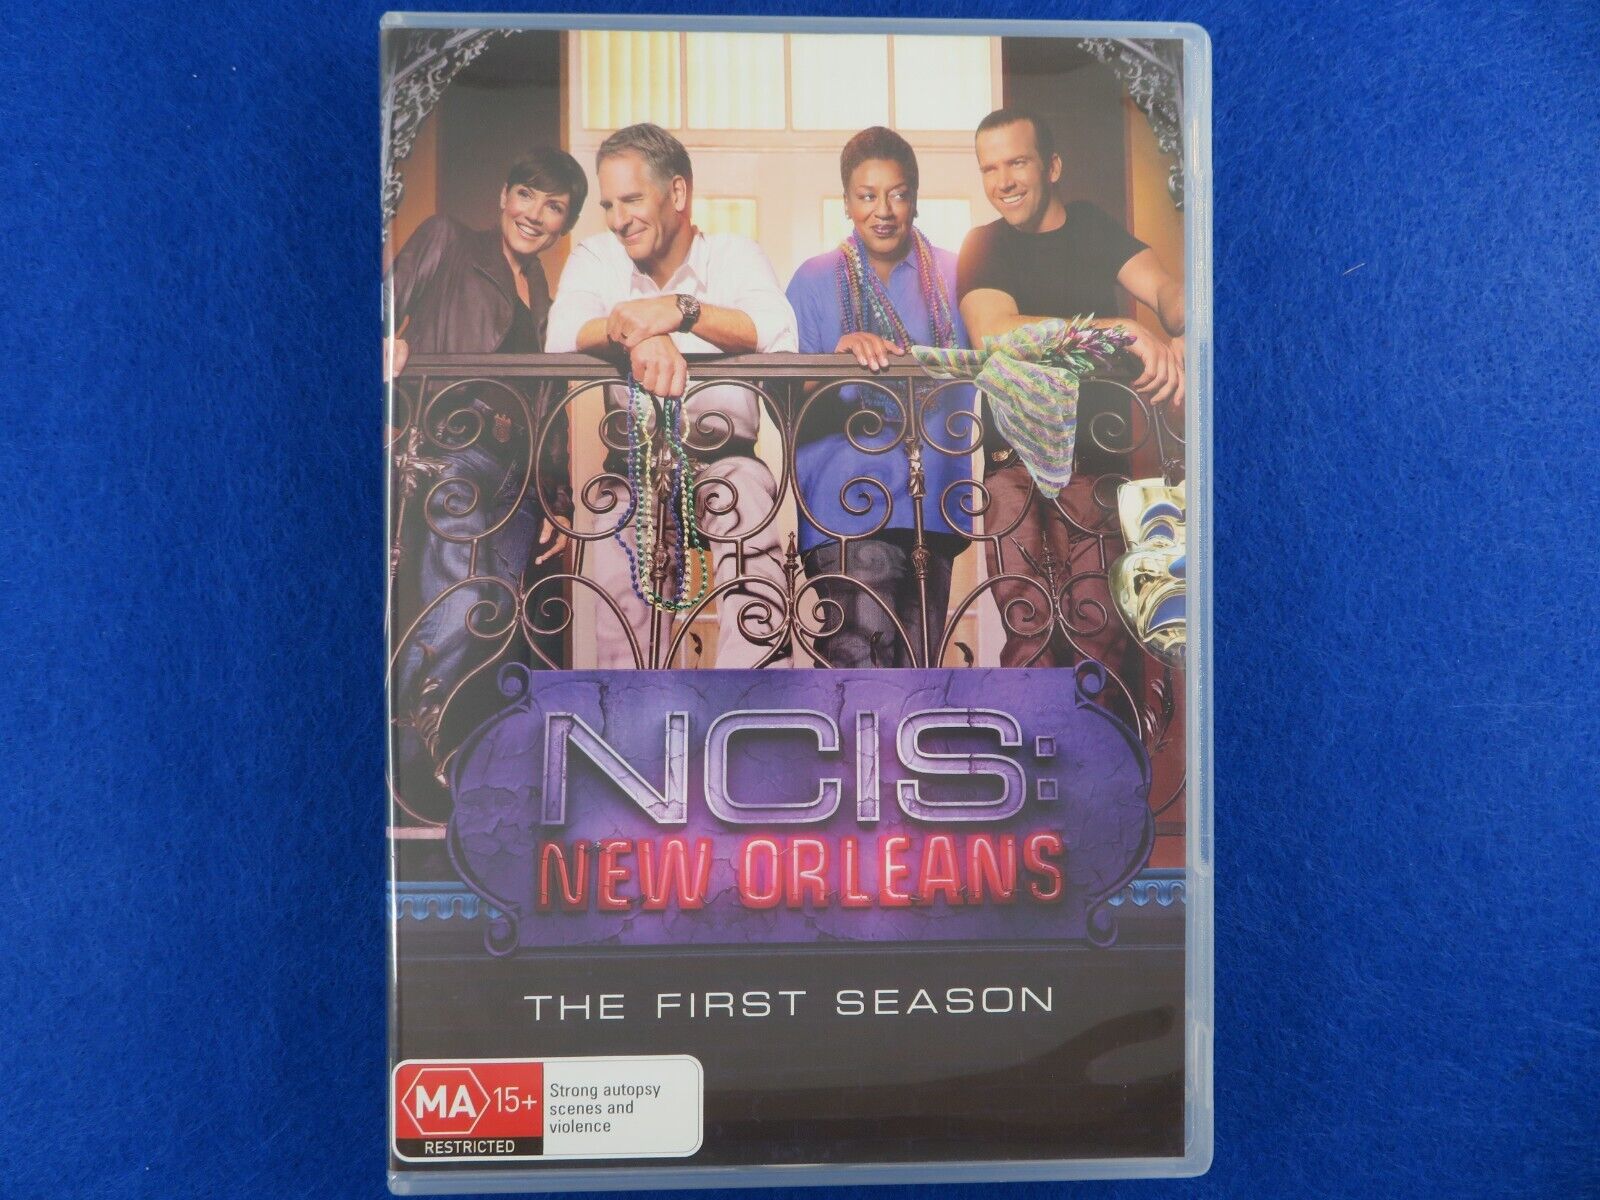 NCIS:
NEW ORLEANS
THE FIRST SEASON
MA 15+
RESTRICTED
Strong autopsy
scenes and
violence